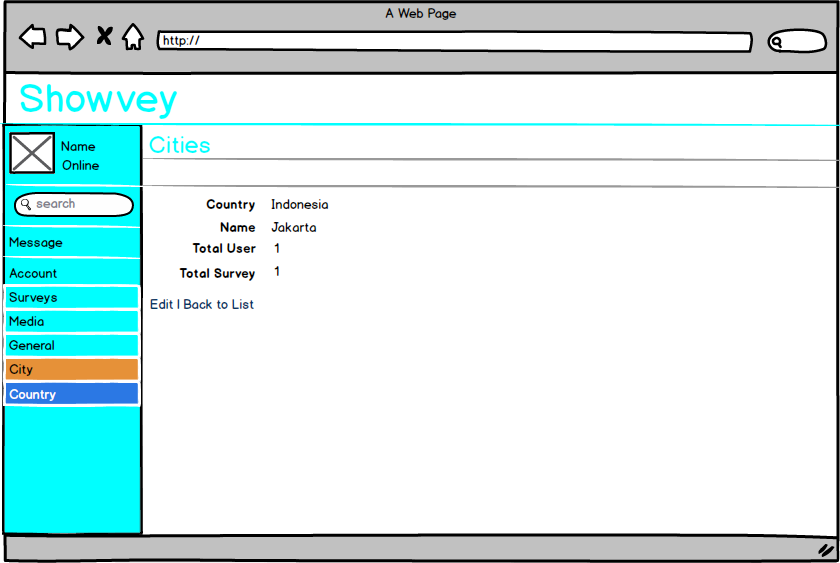 A Web Page
http://
Showvey
Name
Online
search
Message
Account
Surveys
Media
General
City
Country
Cities
Country Indonesia
Name Jakarta
Total User 1
Total Survey 1
Edit | Back to List